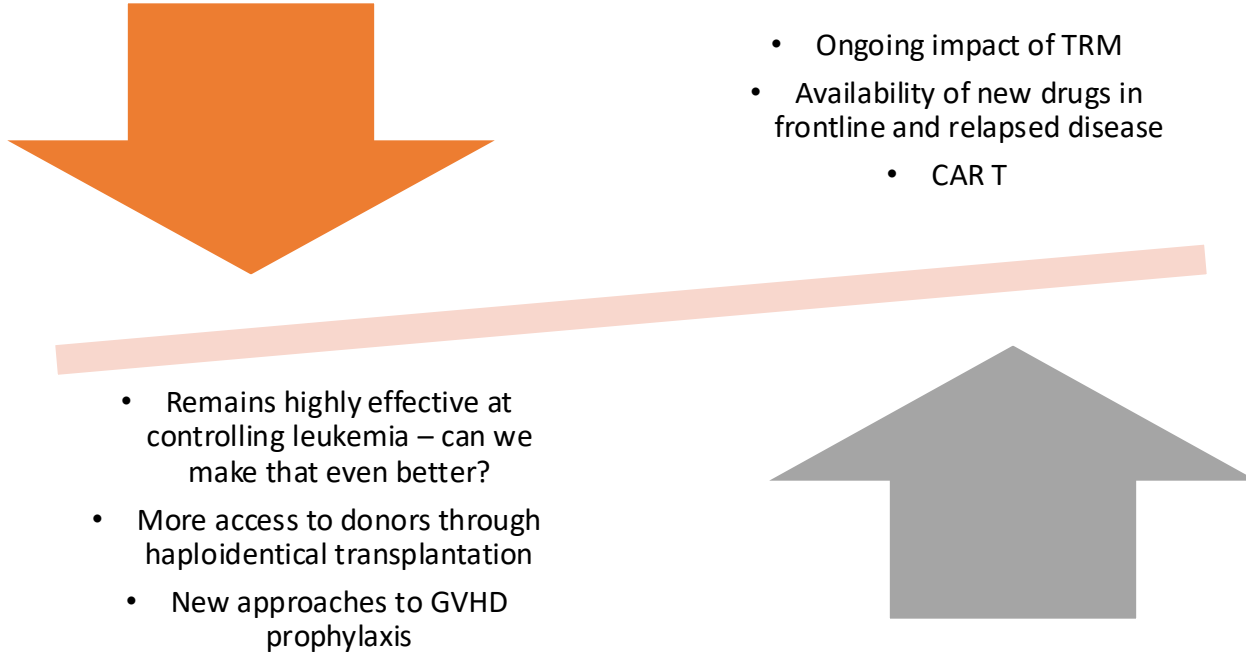 • Ongoing impact of TRM
• Availability of new drugs in
frontline and relapsed disease
• CAR T
• Remains highly effective at
controlling leukemia – can we
make that even better?
• More access to donors through
haploidentical transplantation
• New approaches to GVHD
prophylaxis